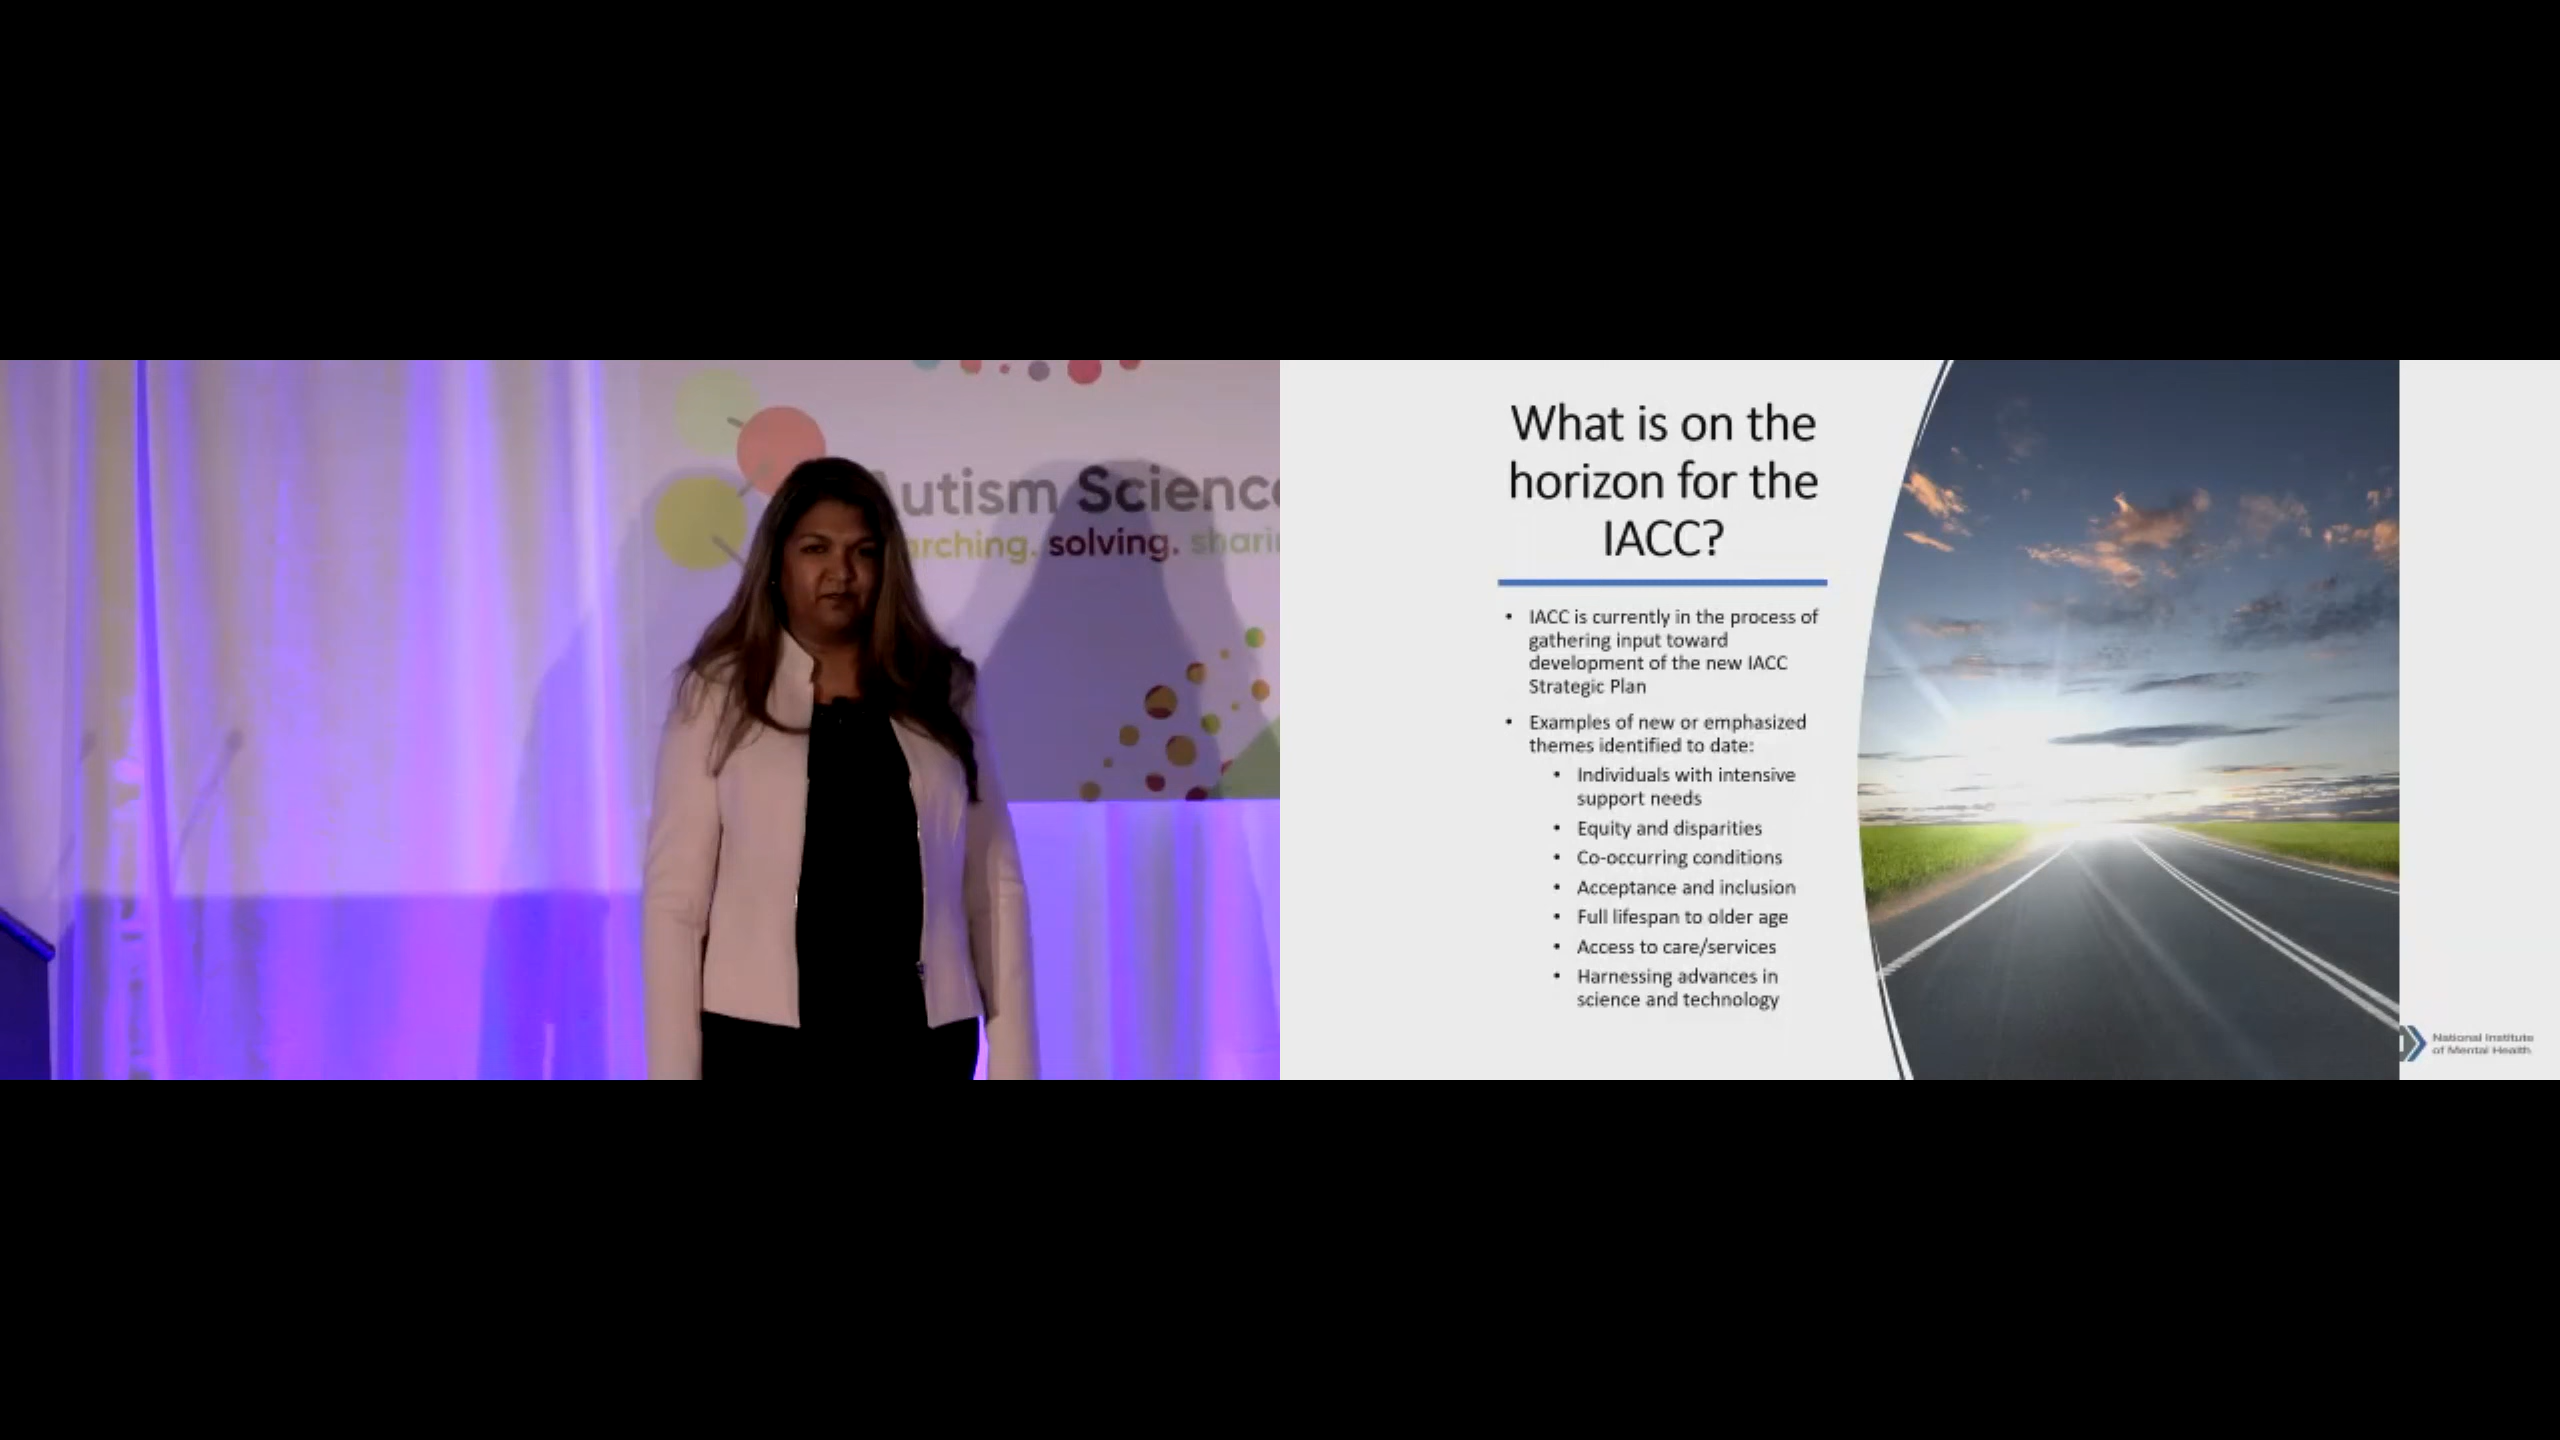 utism Scienc
arching. solving. shari
What is on the
horizon for the
IACC?
• IACC is currently in the process of
gathering input toward
development of the new IACC
Strategic Plan
• Examples of new or emphasized
themes identified to date:
• Individuals with intensive
support needs
• Equity and disparities
• Co-occurring conditions
• Acceptance and inclusion
• Full lifespan to older age
• Access to care/services
• Harnessing advances in
science and technology
National Institute
of Mental Health